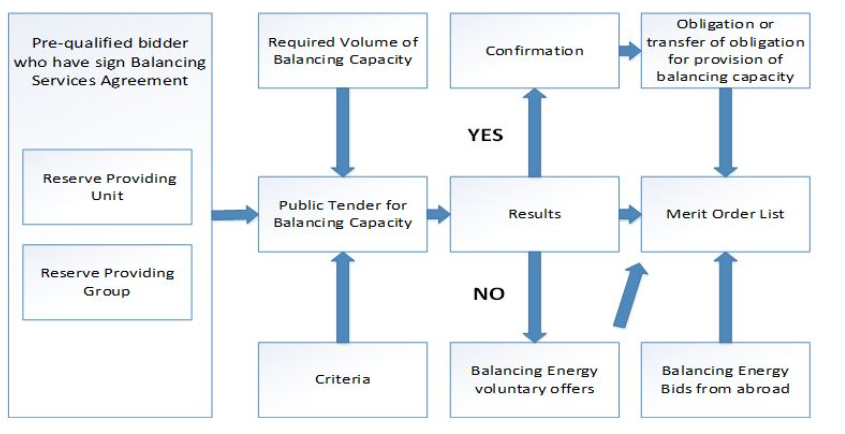 Pre-qualified bidder
who have sign Balancing
Services Agreement
Reserve Providing
Unit
Reserve Providing
Group
Required Volume of
Balancing Capacity
Public Tender for
Balancing Capacity
Criteria
Confirmation
YES
Results
NO
Balancing Energy
voluntary offers
Obligation or
transfer of obligation
for provision of
balancing capacity
Merit Order List
Balancing Energy
Bids from abroad